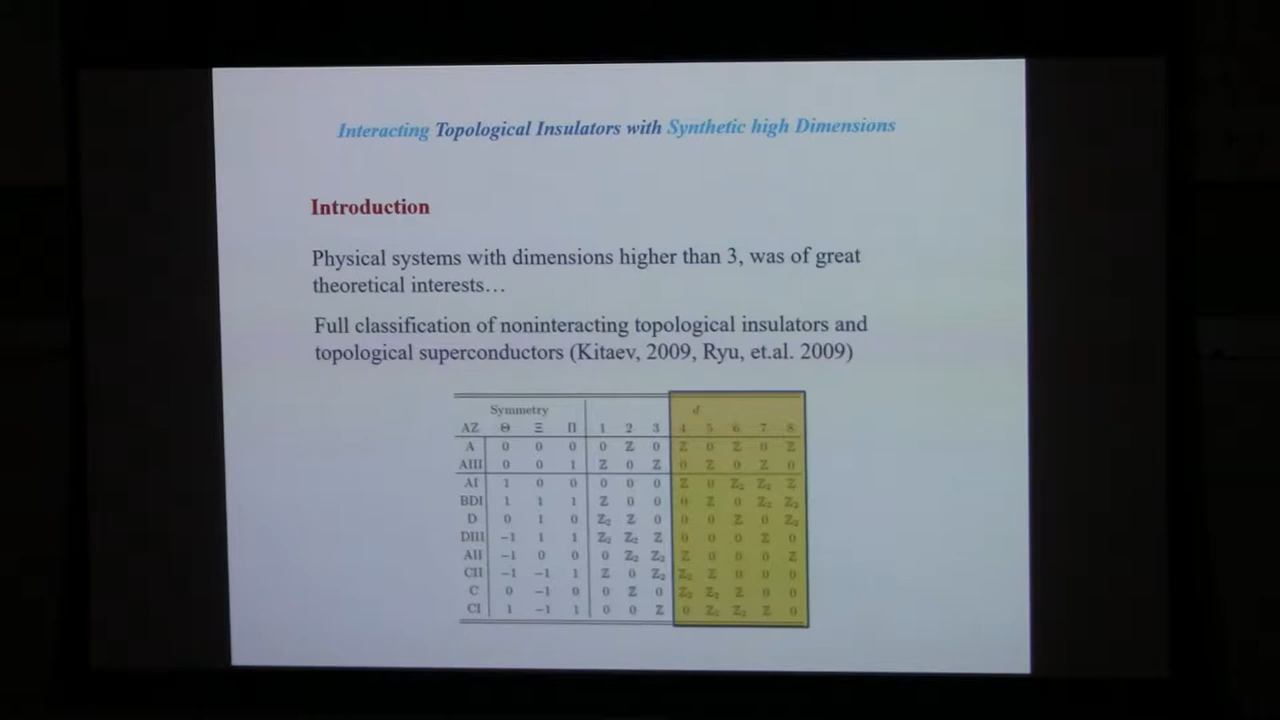 Interacting Topological Insulators with Synthetic high Dimensions
Introduction
Physical systems with dimensions higher than 3, was of great
theoretical interests…
Full classification of noninteracting topological insulators and
topological superconductors (Kitaev, 2009, Ryu, et.al. 2009)
Symmetry d
AZ Θ Ξ Π 1 2 3 4 5 6 7 8
A 0 0 0 0 ℤ 0 ℤ 0 ℤ 0 ℤ
AIII 0 0 1 ℤ 0 ℤ 0 ℤ 0 ℤ 0
AI 1 0 0 0 0 0 ℤ 0 ℤ₂ ℤ₂ ℤ
BDI 1 1 1 ℤ 0 0 0 ℤ 0 ℤ₂ ℤ₂
D 0 1 0 ℤ₂ ℤ 0 0 0 ℤ 0 ℤ₂
DIII −1 1 1 ℤ₂ ℤ₂ ℤ 0 0 0 ℤ 0
AII −1 0 0 0 ℤ₂ ℤ₂ ℤ 0 0 0 ℤ
CII −1 −1 1 ℤ 0 ℤ₂ ℤ₂ ℤ 0 0 0
C 0 −1 0 0 ℤ 0 ℤ₂ ℤ₂ ℤ 0 0
CI 1 −1 1 0 0 ℤ 0 ℤ₂ ℤ₂ ℤ 0